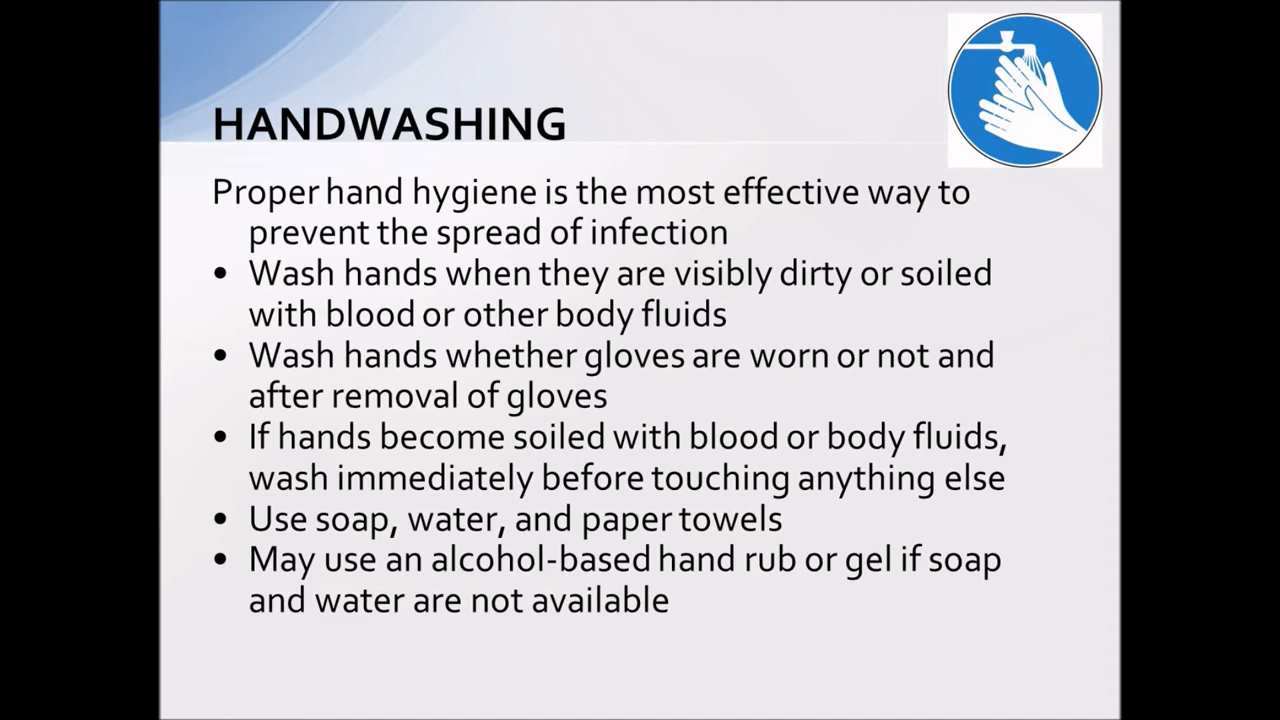 HANDWASHING
Proper hand hygiene is the most effective way to
prevent the spread of infection
• Wash hands when they are visibly dirty or soiled
with blood or other body fluids
• Wash hands whether gloves are worn or not and
after removal of gloves
• If hands become soiled with blood or body fluids,
wash immediately before touching anything else
• Use soap, water, and paper towels
• May use an alcohol-based hand rub or gel if soap
and water are not available